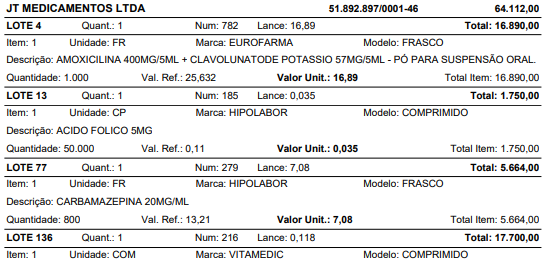 JT MEDICAMENTOS LTDA 51.892.897/0001-46 64.112,00
LOTE 4 Quant.: 1 Num: 782 Lance: 16,89 Total: 16.890,00
Item: 1 Unidade: FR Marca: EUROFARMA Modelo: FRASCO
Descrição: AMOXICILINA 400MG/5ML + CLAVOLUNATODE POTASSIO 57MG/5ML - PÓ PARA SUSPENSÃO ORAL.
Quantidade: 1.000 Val. Ref.: 25,632 Valor Unit.: 16,89 Total Item: 16.890,00
LOTE 13 Quant.: 1 Num: 185 Lance: 0,035 Total: 1.750,00
Item: 1 Unidade: CP Marca: HIPOLABOR Modelo: COMPRIMIDO
Descrição: ACIDO FOLICO 5MG
Quantidade: 50.000 Val. Ref.: 0,11 Valor Unit.: 0,035 Total Item: 1.750,00
LOTE 77 Quant.: 1 Num: 279 Lance: 7,08 Total: 5.664,00
Item: 1 Unidade: FR Marca: HIPOLABOR Modelo: FRASCO
Descrição: CARBAMAZEPINA 20MG/ML
Quantidade: 800 Val. Ref.: 13,21 Valor Unit.: 7,08 Total Item: 5.664,00
LOTE 136 Quant.: 1 Num: 216 Lance: 0,118 Total: 17.700,00
Item: 1 Unidade: COM Marca: VITAMEDIC Modelo: COMPRIMIDO